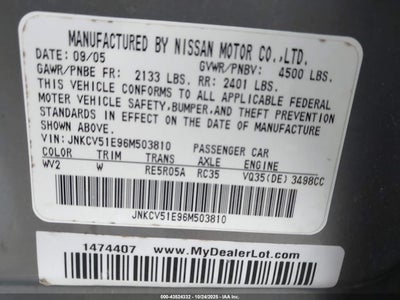 MANUFACTURED BY NISSAN MOTOR CO.,LTD.
DATE: 09/05 GVWR/PNBV: 4500 LBS.
GAWR/PNBE FR: 2133 LBS. RR: 2401 LBS.
THIS VEHICLE CONFORMS TO ALL APPLICABLE FEDERAL
MOTOR VEHICLE SAFETY, BUMPER, AND THEFT PREVENTION
STANDARDS IN EFFECT ON THE DATE OF MANUFACTURE
SHOWN ABOVE.
VIN: JNKCV51E96M503810 PASSENGER CAR
COLOR TRIM TRANS AXLE ENGINE
WV2 W RE5R05A RC35 VQ35(DE) 3498CC
JNKCV51E96M503810
1474407 www.MyDealerLot.com
000-43524332 - 10/24/2025 - IAA, Inc.